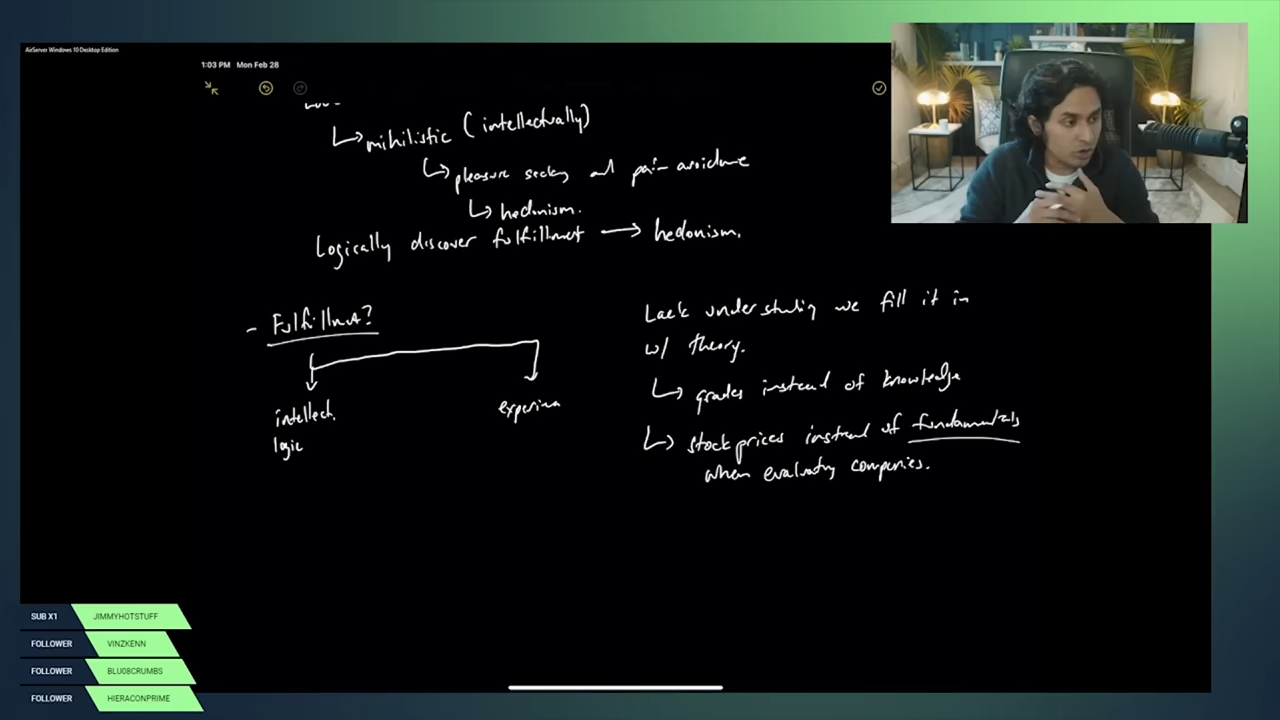 AirServer Windows 10 Desktop Edition
1:03 PM Mon Feb 28
nihilistic (intellectually)
pleasure seeking and pain avoidance
hedonism.
Logically discover fulfillment → hedonism.
- Fulfillment?
intellect.
logic
experience
Lack understanding we fill it in
w/ theory.
grades instead of knowledge
stock prices instead of fundamentals
when evaluating companies.
SUB X1 JIMMYHOTSTUFF
FOLLOWER VINZKENN
FOLLOWER BLU08CRUMBS
FOLLOWER HIERACONPRIME